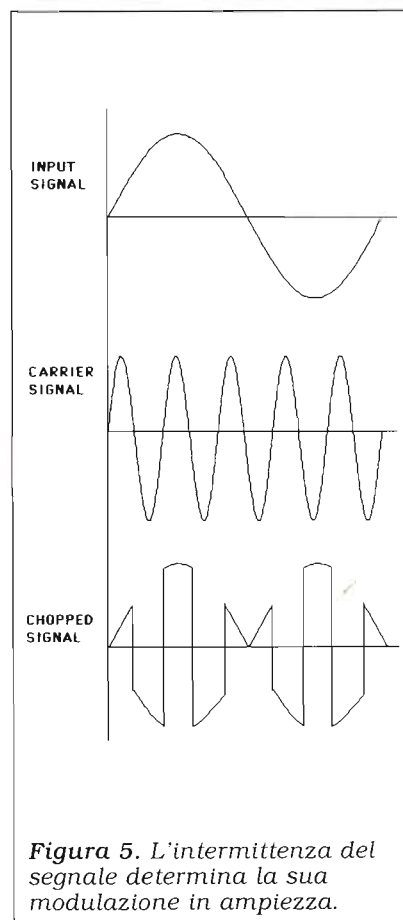 INPUT
SIGNAL
CARRIER
SIGNAL
CHOPPED
SIGNAL
Figura 5. L'intermittenza del
segnale determina la sua
modulazione in ampiezza.